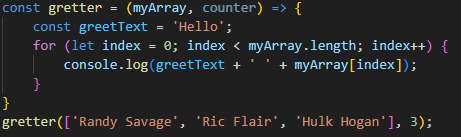 const gretter = (myArray, counter) => {
    const greetText = 'Hello';
    for (let index = 0; index < myArray.length; index++) {
        console.log(greetText + ' ' + myArray[index]);
    }
}
gretter(['Randy Savage', 'Ric Flair', 'Hulk Hogan'], 3);